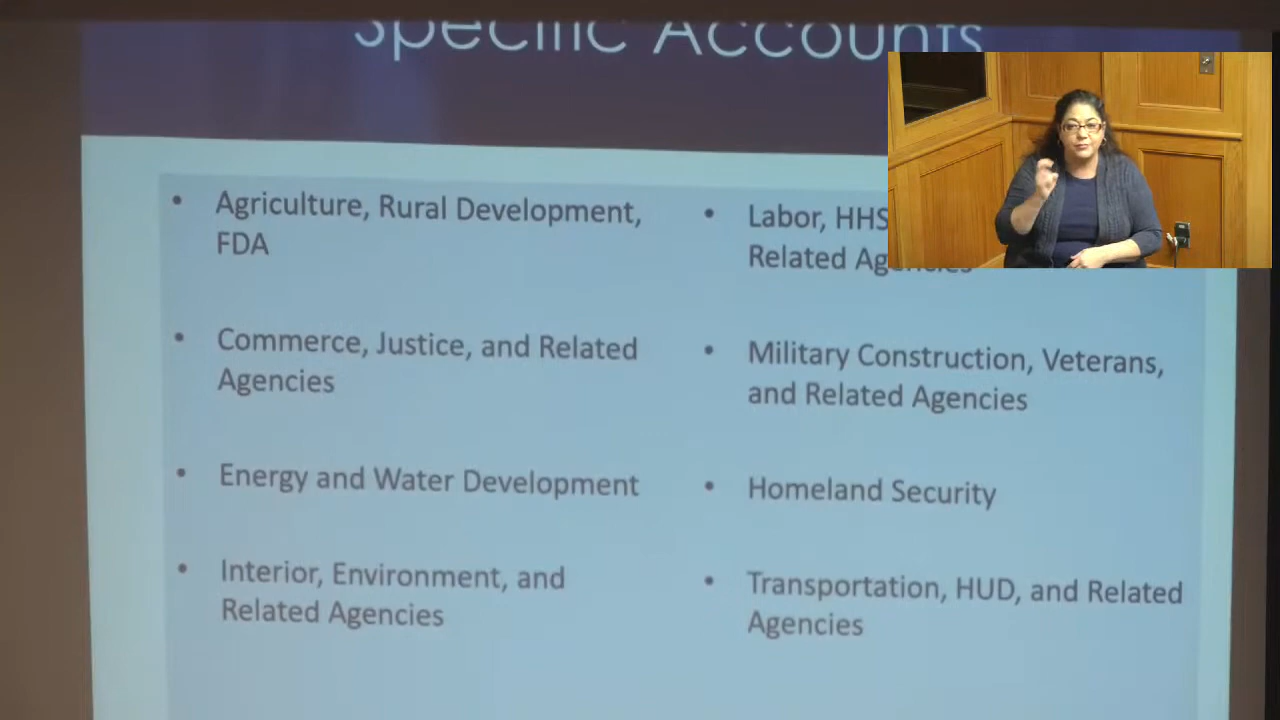 Specific Accounts
• Agriculture, Rural Development,
FDA
• Commerce, Justice, and Related
Agencies
• Energy and Water Development
• Interior, Environment, and
Related Agencies
• Labor, HHS
Related Agencies
• Military Construction, Veterans,
and Related Agencies
• Homeland Security
• Transportation, HUD, and Related
Agencies